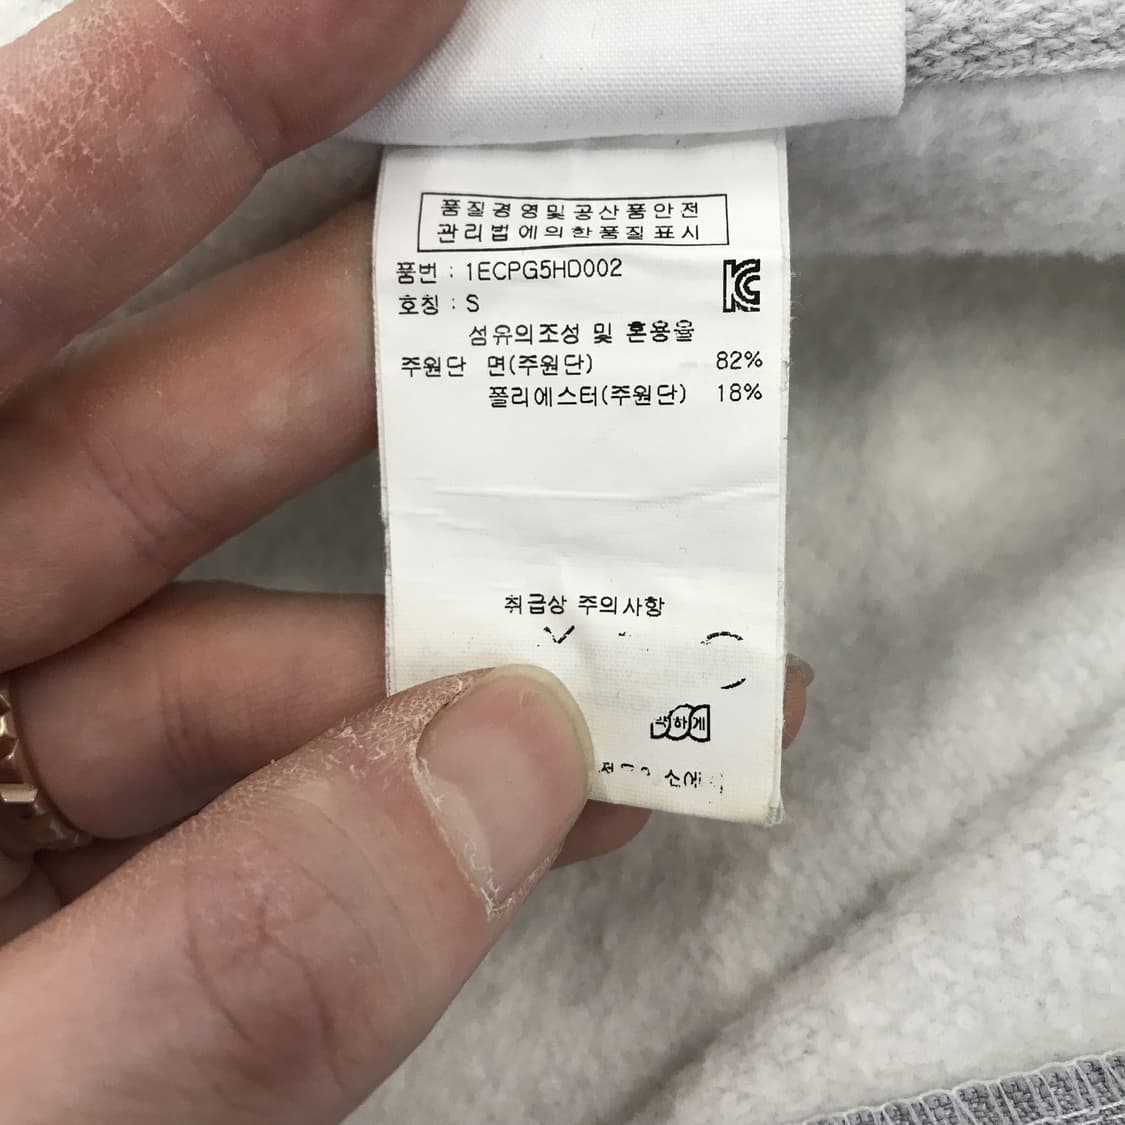 품질경영및공산품안전
관리법에의한품질표시
품번 : 1ECPG5HD002
호칭 : S
섬유의조성 및 혼용율
주원단 면(주원단) 82%
폴리에스터(주원단) 18%
취급상 주의사항
하게